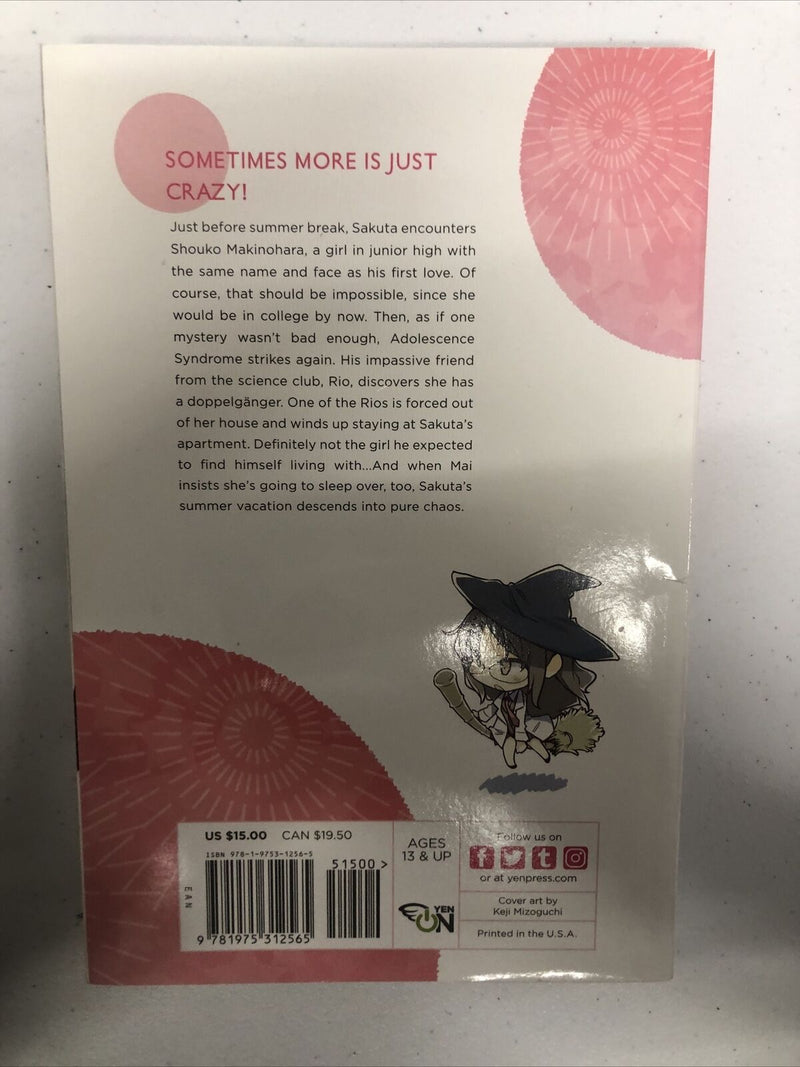 SOMETIMES MORE IS JUST
CRAZY!
Just before summer break, Sakuta encounters
Shouko Makinohara, a girl in junior high with
the same name and face as his first love. Of
course, that should be impossible, since she
would be in college by now. Then, as if one
mystery wasn't bad enough, Adolescence
Syndrome strikes again. His impassive friend
from the science club, Rio, discovers she has
a doppelgänger. One of the Rios is forced out
of her house and winds up staying at Sakuta's
apartment. Definitely not the girl he expected
to find himself living with...And when Mai
insists she's going to sleep over, too, Sakuta's
summer vacation descends into pure chaos.
US $15.00 CAN $19.50
ISBN 978-1-9753-1256-5
51500 >
EAN
9 781975 312565
AGES
13 & UP
YEN
ON
Follow us on
or at yenpress.com
Cover art by
Keji Mizoguchi
Printed in the U.S.A.